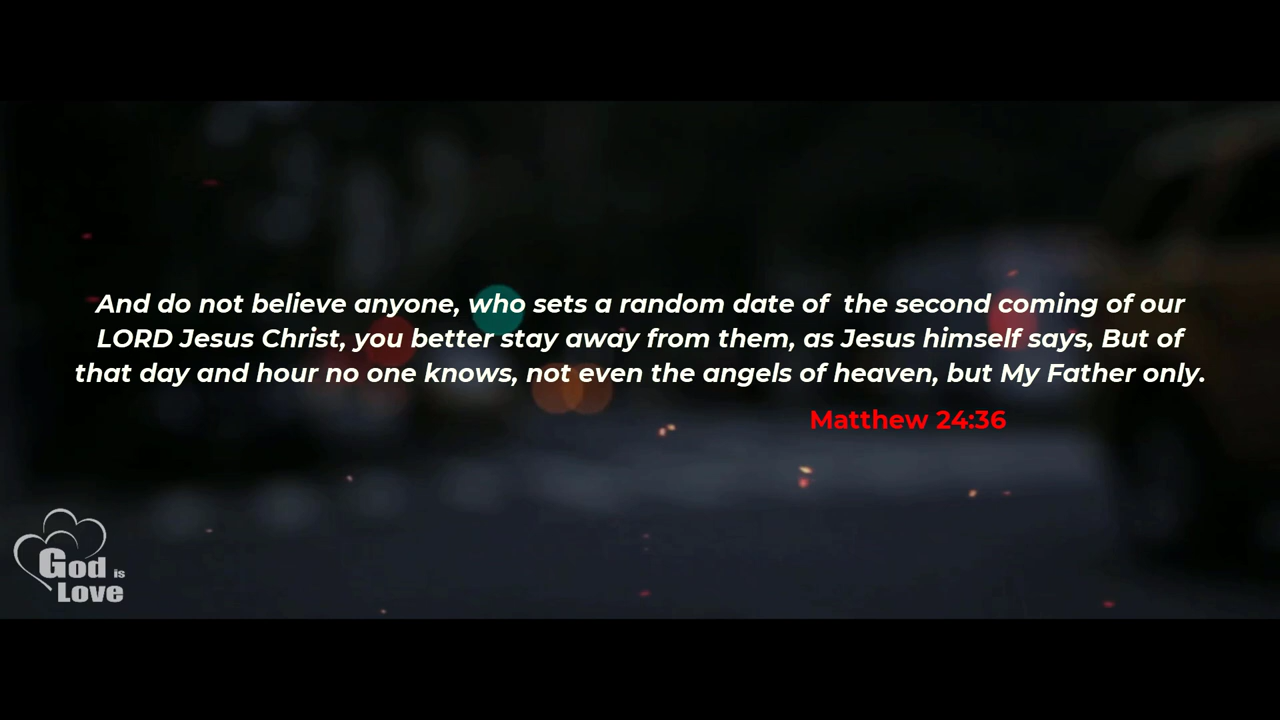 And do not believe anyone, who sets a random date of the second coming of our
LORD Jesus Christ, you better stay away from them, as Jesus himself says, But of
that day and hour no one knows, not even the angels of heaven, but My Father only.
Matthew 24:36
God is
Love